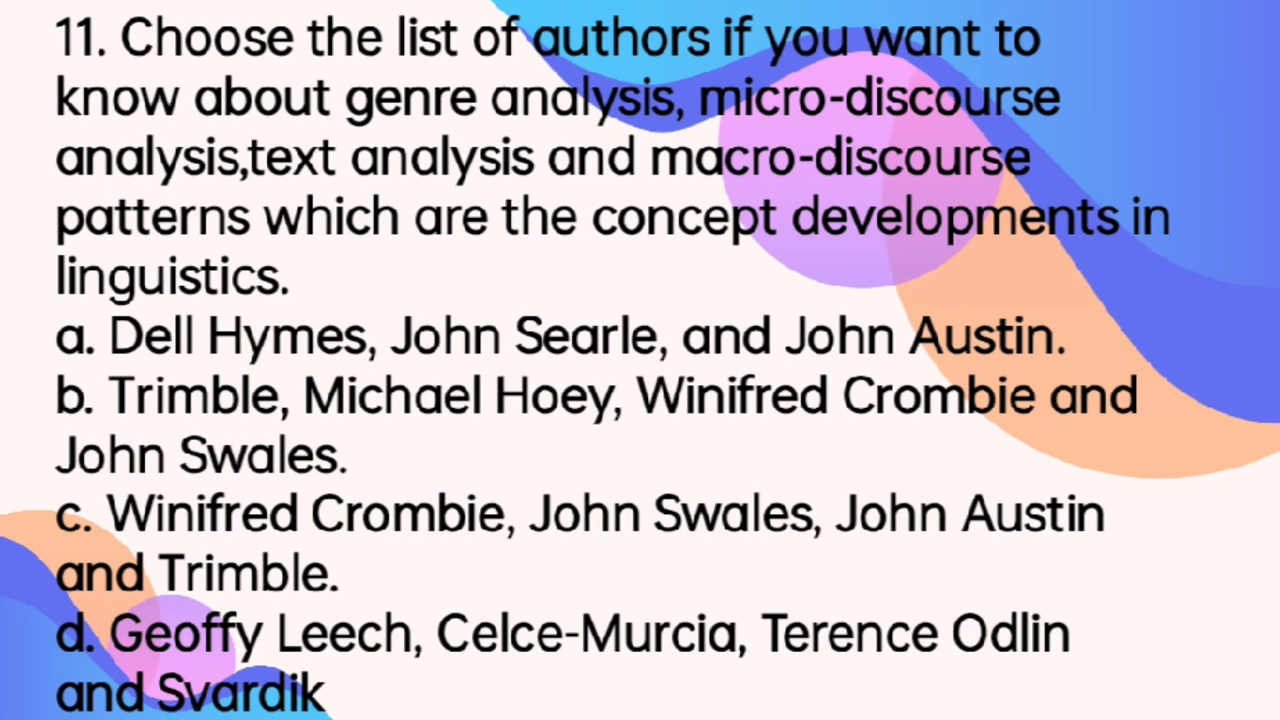 11. Choose the list of authors if you want to
know about genre analysis, micro-discourse
analysis,text analysis and macro-discourse
patterns which are the concept developments in
linguistics.
a. Dell Hymes, John Searle, and John Austin.
b. Trimble, Michael Hoey, Winifred Crombie and
John Swales.
c. Winifred Crombie, John Swales, John Austin
and Trimble.
d. Geoffy Leech, Celce-Murcia, Terence Odlin
and Svardik